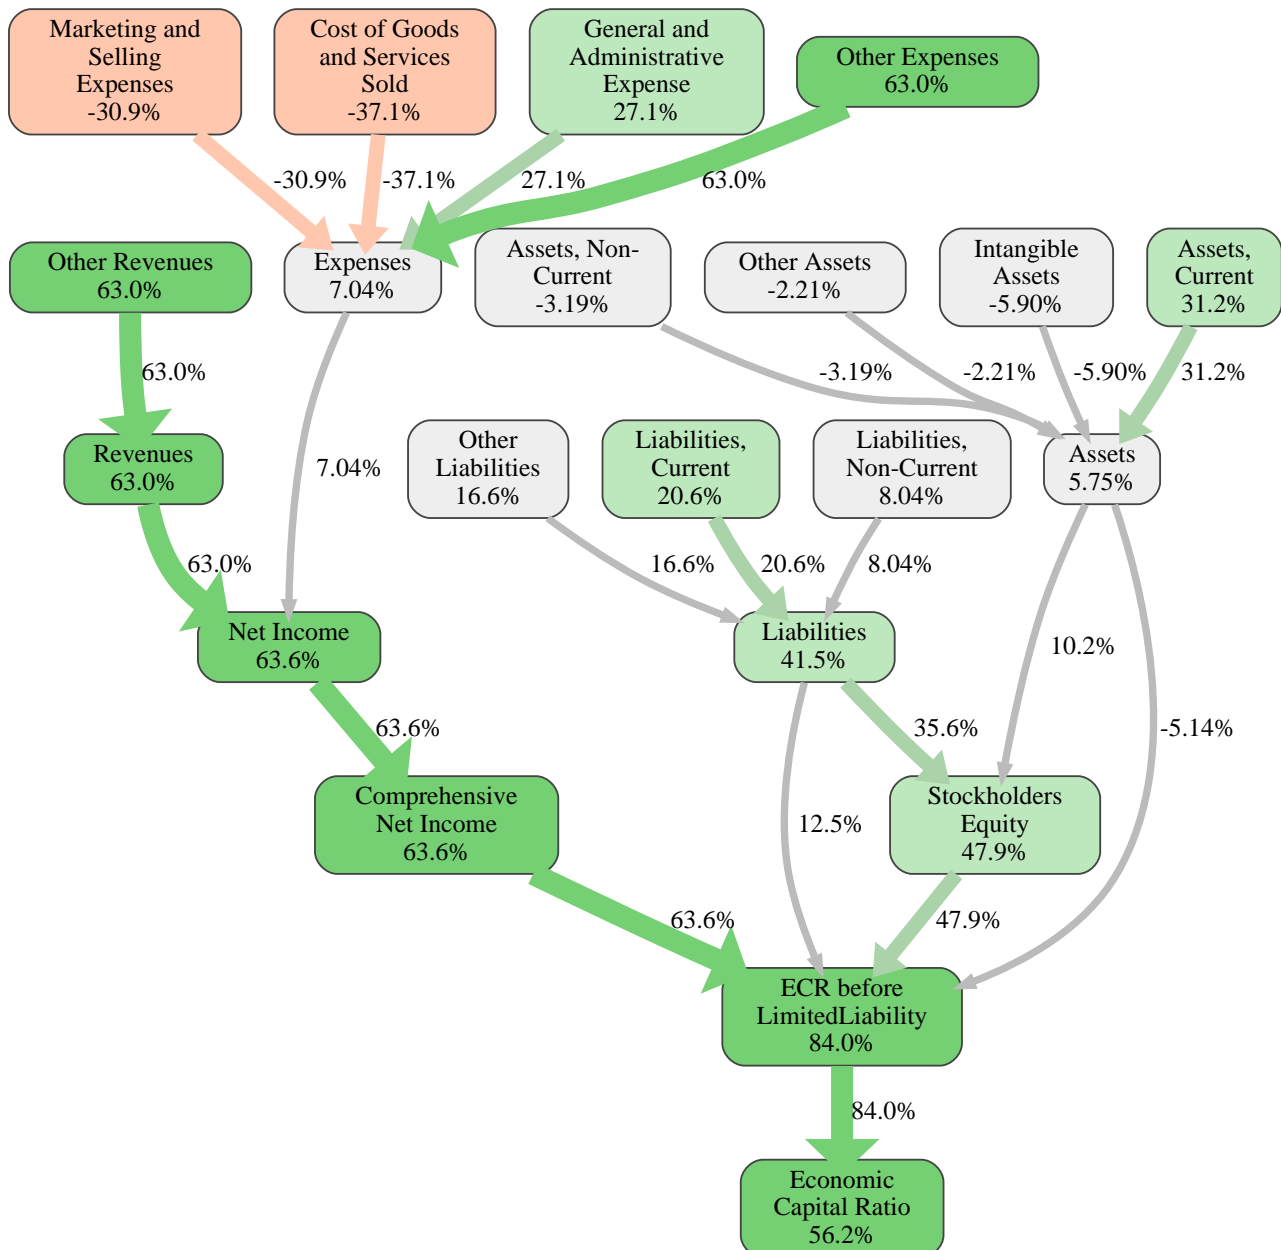 Marketing and
Selling
Expenses
-30.9%
Cost of Goods
and Services
Sold
-37.1%
General and
Administrative
Expense
27.1%
Other Expenses
63.0%
-30.9%
-37.1%
27.1%
63.0%
Other Revenues
63.0%
Expenses
7.04%
Assets, Non-
Current
-3.19%
Other Assets
-2.21%
Intangible
Assets
-5.90%
Assets,
Current
31.2%
63.0%
-3.19%
-2.21%
-5.90%
31.2%
Revenues
63.0%
7.04%
Other
Liabilities
16.6%
Liabilities,
Current
20.6%
Liabilities,
Non-Current
8.04%
Assets
5.75%
63.0%
16.6%
20.6%
8.04%
Net Income
63.6%
Liabilities
41.5%
10.2%
63.6%
35.6%
-5.14%
Comprehensive
Net Income
63.6%
12.5%
Stockholders
Equity
47.9%
63.6%
47.9%
ECR before
LimitedLiability
84.0%
84.0%
Economic
Capital Ratio
56.2%